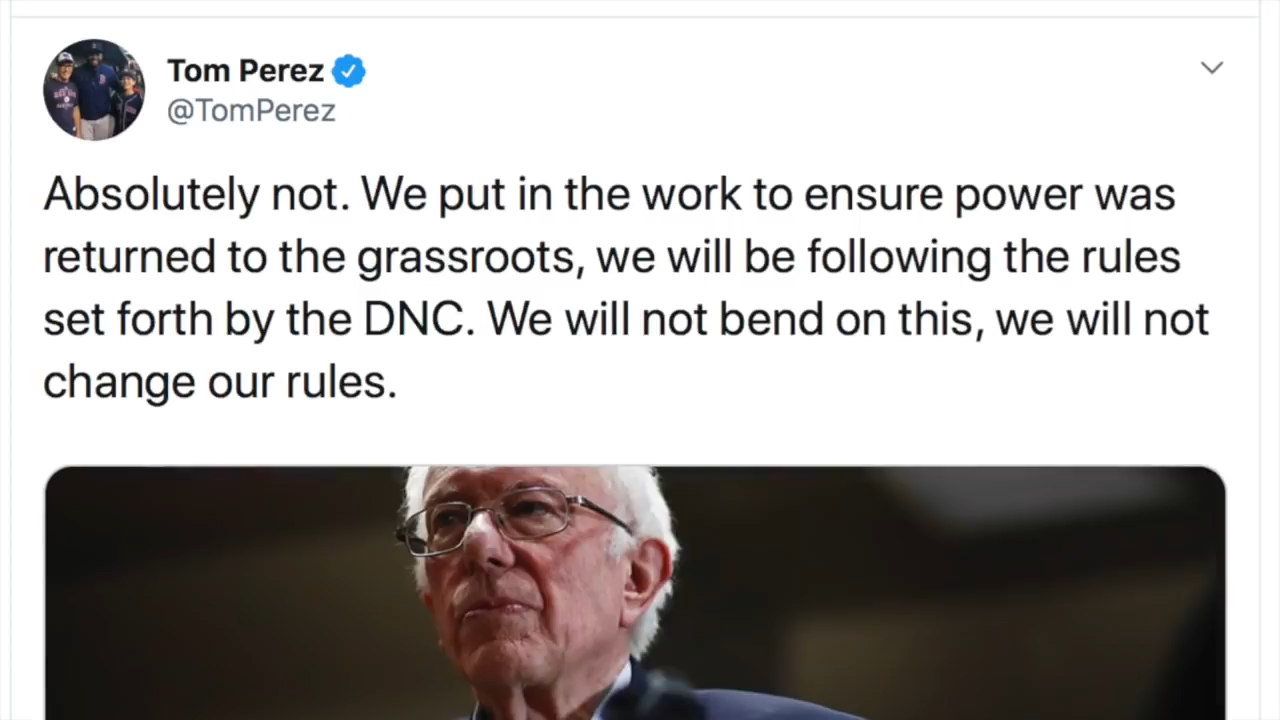 Tom Perez
@TomPerez
Absolutely not. We put in the work to ensure power was
returned to the grassroots, we will be following the rules
set forth by the DNC. We will not bend on this, we will not
change our rules.